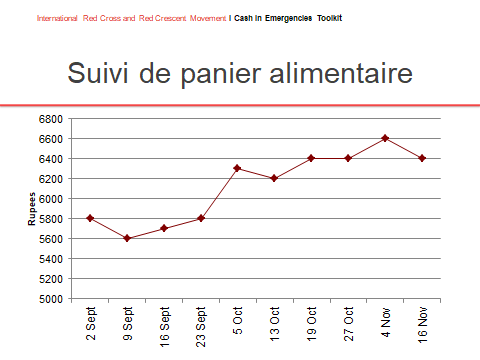 International Red Cross and Red Crescent Movement I Cash in Emergencies Toolkit
Suivi de panier alimentaire
6800
6600
6400
6200
6000
5800
5600
5400
5200
5000
Rupees
2 Sept
9 Sept
16 Sept
23 Sept
5 Oct
13 Oct
19 Oct
27 Oct
4 Nov
16 Nov